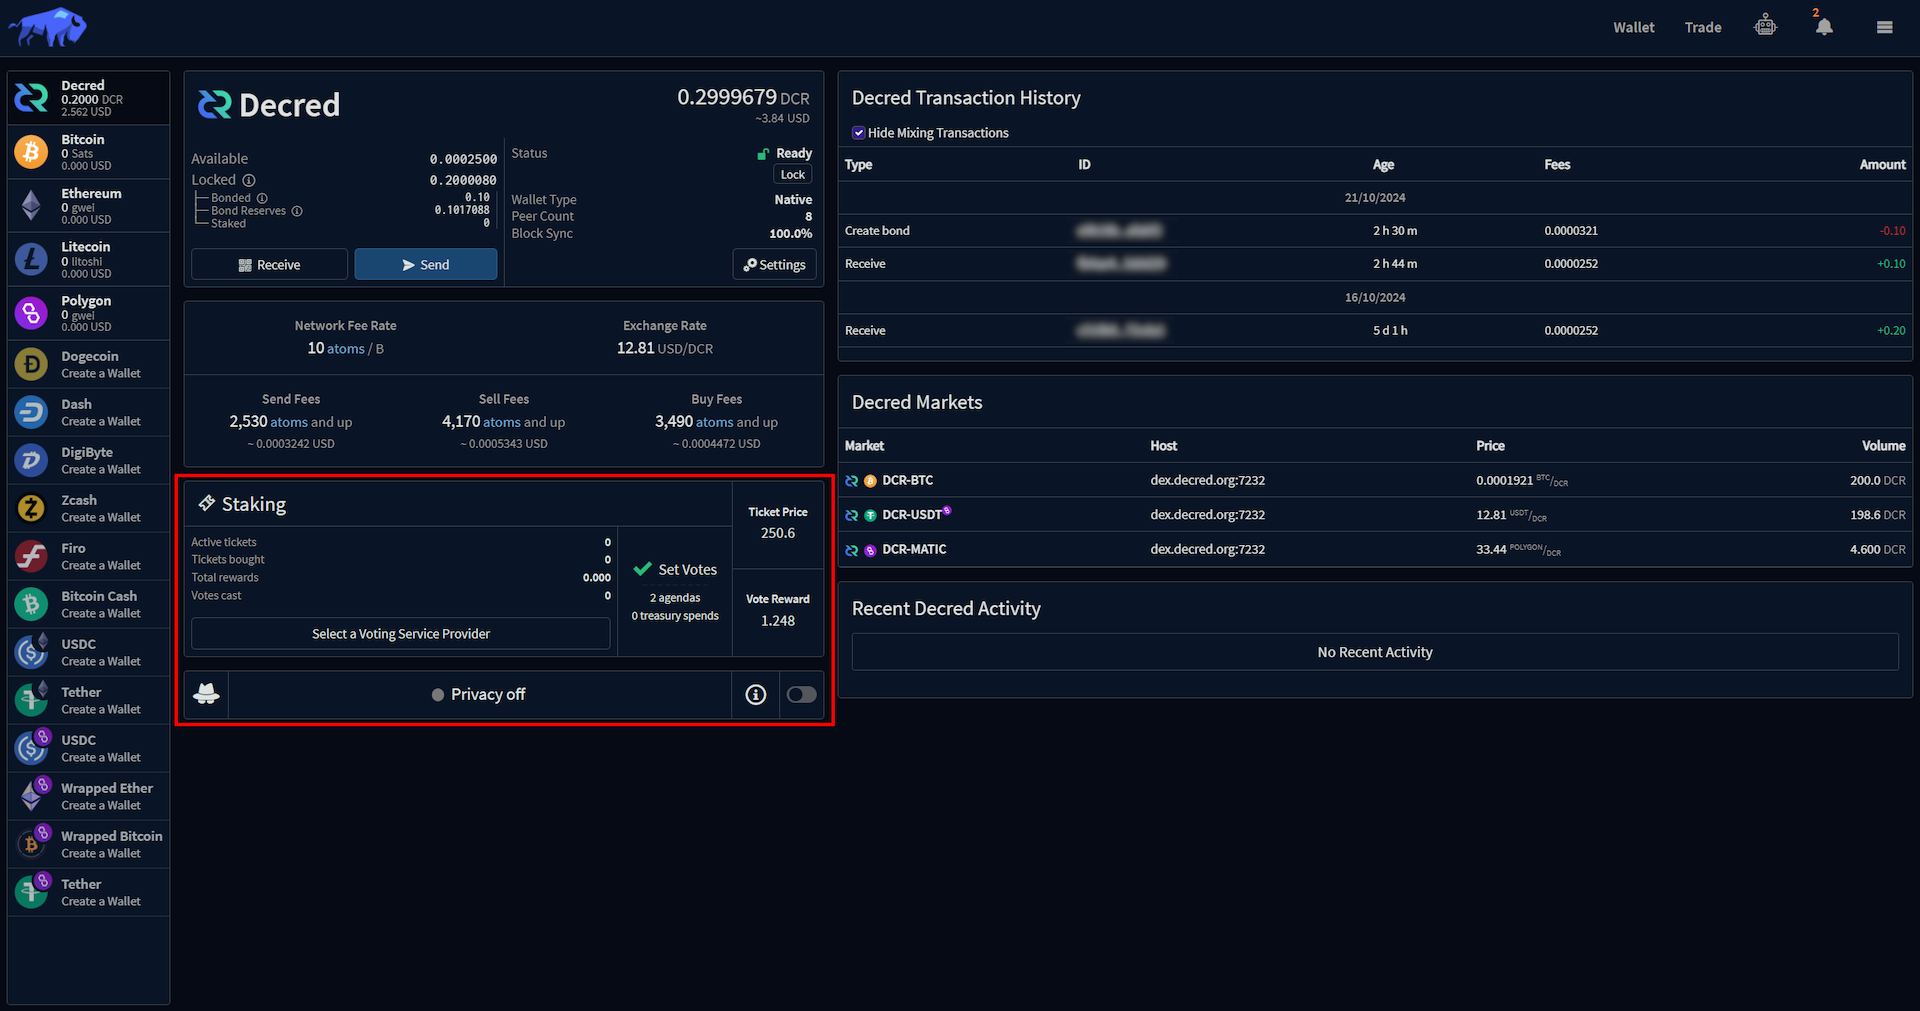 Wallet
Trade
2
Decred
0.2000 DCR
2.562 USD
Bitcoin
0 Sats
0.000 USD
Ethereum
0 gwei
0.000 USD
Litecoin
0 litoshi
0.000 USD
Polygon
0 gwei
0.000 USD
Dogecoin
Create a Wallet
Dash
Create a Wallet
DigiByte
Create a Wallet
Zcash
Create a Wallet
Firo
Create a Wallet
Bitcoin Cash
Create a Wallet
USDC
Create a Wallet
Tether
Create a Wallet
USDC
Create a Wallet
Wrapped Ether
Create a Wallet
Wrapped Bitcoin
Create a Wallet
Tether
Create a Wallet
Decred
0.2999679 DCR
~3.84 USD
Available 0.0002500
Locked 0.2000080
Bonded 0.10
Bond Reserves 0.1017088
Staked 0
Receive
Send
Status Ready
Lock
Wallet Type Native
Peer Count 8
Block Sync 100.0%
Settings
Network Fee Rate
10 atoms / B
Exchange Rate
12.81 USD/DCR
Send Fees
2,530 atoms and up
~ 0.0003242 USD
Sell Fees
4,170 atoms and up
~ 0.0005343 USD
Buy Fees
3,490 atoms and up
~ 0.0004472 USD
Staking
Active tickets 0
Tickets bought 0
Total rewards 0.000
Votes cast 0
Select a Voting Service Provider
Set Votes
2 agendas
0 treasury spends
Ticket Price
250.6
Vote Reward
1.248
Privacy off
Decred Transaction History
Hide Mixing Transactions
Type ID Age Fees Amount
21/10/2024
Create bond 2 h 30 m 0.0000321 -0.10
Receive 2 h 44 m 0.0000252 +0.10
16/10/2024
Receive 5 d 1 h 0.0000252 +0.20
Decred Markets
Market Host Price Volume
DCR-BTC dex.decred.org:7232 0.0001921 BTC/DCR 200.0 DCR
DCR-USDT dex.decred.org:7232 12.81 USDT/DCR 198.6 DCR
DCR-MATIC dex.decred.org:7232 33.44 POLYGON/DCR 4.600 DCR
Recent Decred Activity
No Recent Activity